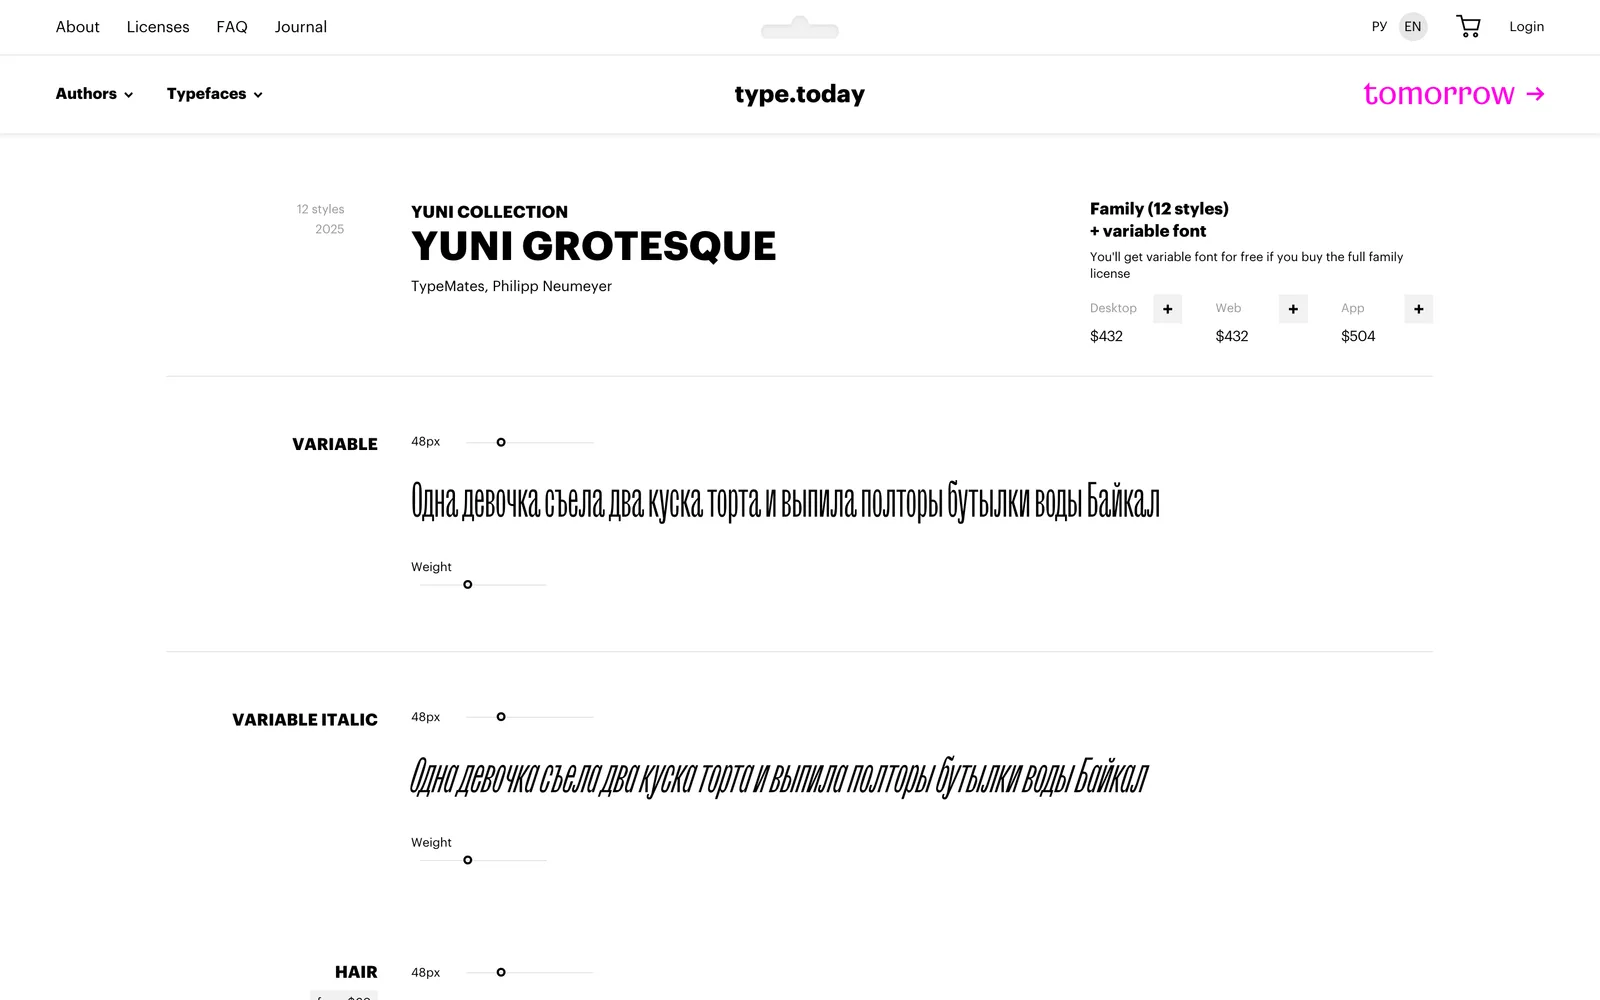 About Licenses FAQ Journal
РУ EN Login
Authors Typefaces
type.today
tomorrow →
12 styles
2025
YUNI COLLECTION
YUNI GROTESQUE
TypeMates, Philipp Neumeyer
Family (12 styles)
+ variable font
You'll get variable font for free if you buy the full family
license
Desktop + Web + App +
$432 $432 $504
VARIABLE 48px
Одна девочка съела два куска торта и выпила полторы бутылки воды Байкал
Weight
VARIABLE ITALIC 48px
Одна девочка съела два куска торта и выпила полторы бутылки воды Байкал
Weight
HAIR 48px